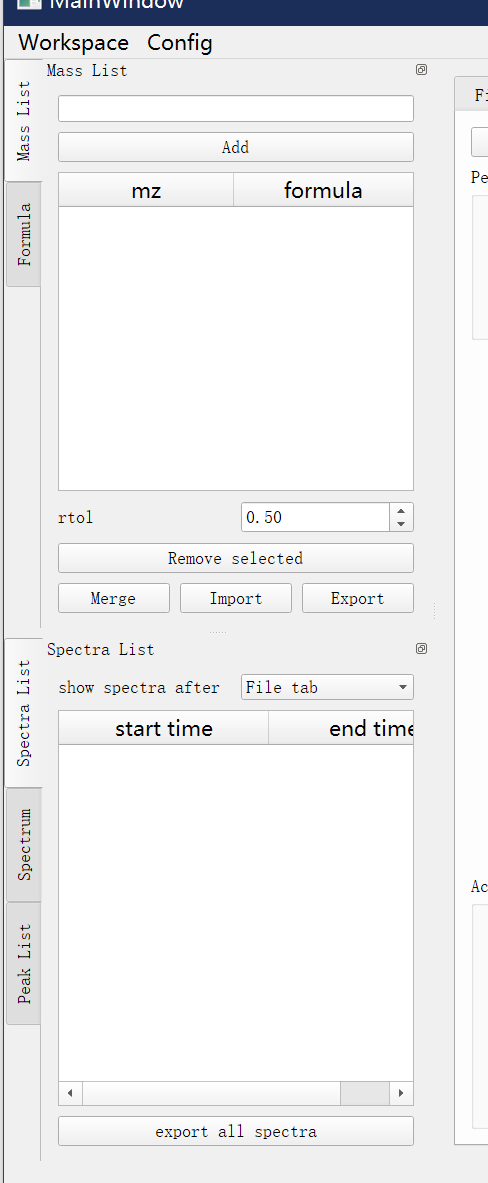 MainWindow
Workspace Config
Mass List
Mass List
Formula
Add
mz formula
rtol 0.50
Remove selected
Merge Import Export
Spectra List
Spectra List
Spectrum
Peak List
show spectra after File tab
start time end time
export all spectra
Fi
Pe
Ac